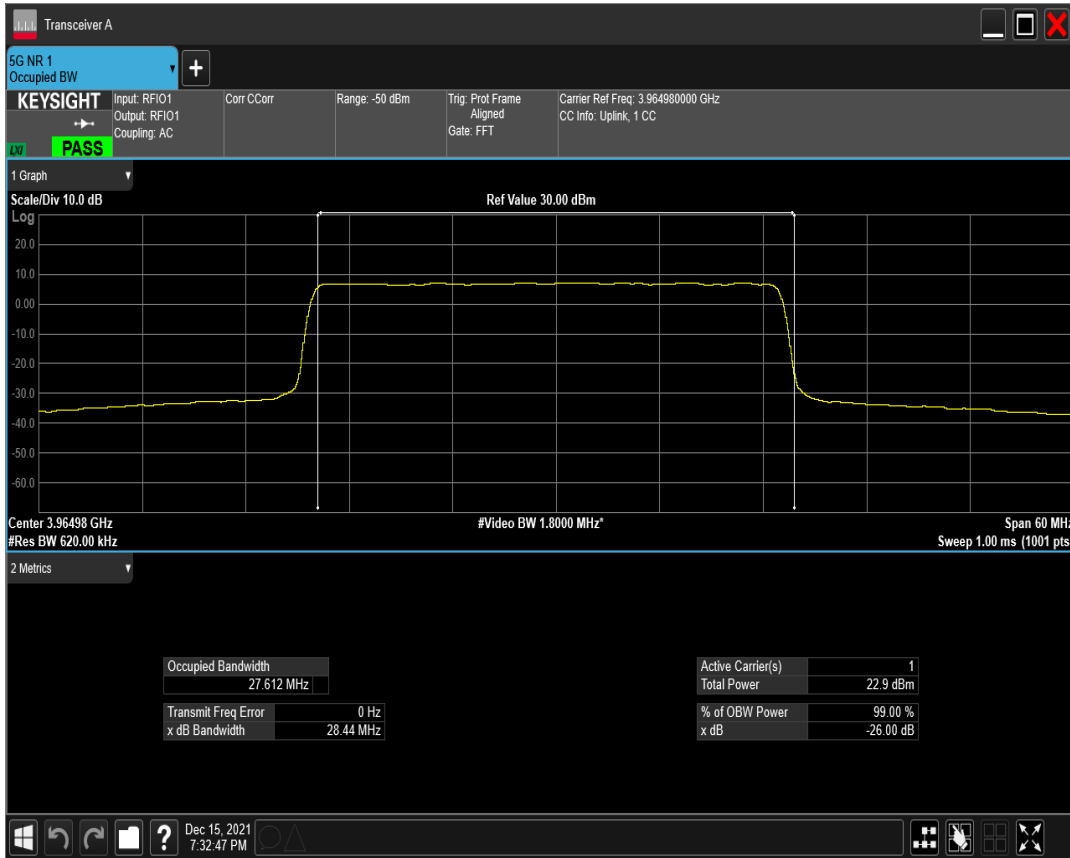 Transceiver A
5G NR 1
Occupied BW
KEYSIGHT
LXI
PASS
Input: RFIO1
Output: RFIO1
Coupling: AC
Corr CCorr
Range: -50 dBm
Trig: Prot Frame
Aligned
Gate: FFT
Carrier Ref Freq: 3.964980000 GHz
CC Info: Uplink, 1 CC
1 Graph
Scale/Div 10.0 dB
Ref Value 30.00 dBm
Log
20.0
10.0
0.00
-10.0
-20.0
-30.0
-40.0
-50.0
-60.0
Center 3.96498 GHz
#Video BW 1.8000 MHz*
Span 60 MHz
#Res BW 620.00 kHz
Sweep 1.00 ms (1001 pts
2 Metrics
Occupied Bandwidth
27.612 MHz
Transmit Freq Error 0 Hz
x dB Bandwidth 28.44 MHz
Active Carrier(s) 1
Total Power 22.9 dBm
% of OBW Power 99.00 %
x dB -26.00 dB
?
Dec 15, 2021
7:32:47 PM